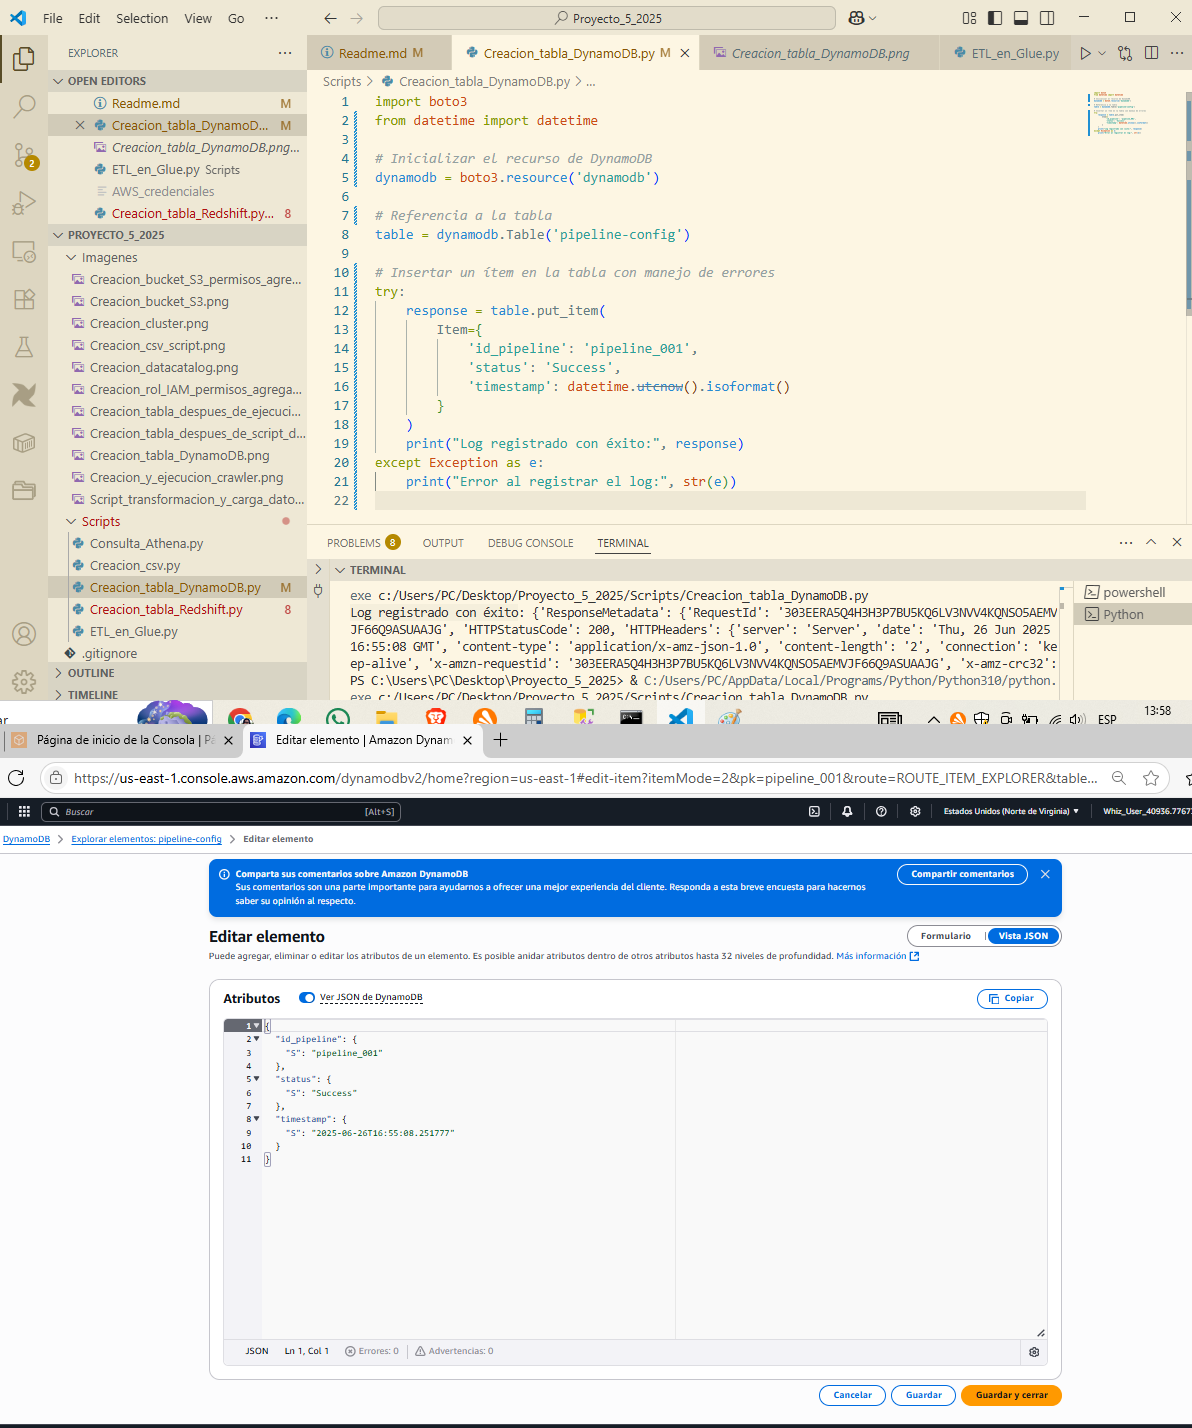 File Edit Selection View Go ··· Proyecto_5_2025
EXPLORER
OPEN EDITORS
Readme.md M
Creacion_tabla_DynamoD... M
Creacion_tabla_DynamoDB.png...
ETL_en_Glue.py Scripts
AWS_credenciales
Creacion_tabla_Redshift.py... 8
2
PROYECTO_5_2025
Imagenes
Creacion_bucket_S3_permisos_agre...
Creacion_bucket_S3.png
Creacion_cluster.png
Creacion_csv_script.png
Creacion_datacatalog.png
Creacion_rol_IAM_permisos_agrega...
Creacion_tabla_despues_de_ejecuci...
Creacion_tabla_despues_de_script_d...
Creacion_tabla_DynamoDB.png
Creacion_y_ejecucion_crawler.png
Script_transformacion_y_carga_dato...
Scripts
Consulta_Athena.py
Creacion_csv.py
Creacion_tabla_DynamoDB.py M
Creacion_tabla_Redshift.py 8
ETL_en_Glue.py
.gitignore
OUTLINE
TIMELINE
Readme.md M Creacion_tabla_DynamoDB.py M Creacion_tabla_DynamoDB.png ETL_en_Glue.py
Scripts > Creacion_tabla_DynamoDB.py > ...
1 import boto3
2 from datetime import datetime
3
4 # Inicializar el recurso de DynamoDB
5 dynamodb = boto3.resource('dynamodb')
6
7 # Referencia a la tabla
8 table = dynamodb.Table('pipeline-config')
9
10 # Insertar un ítem en la tabla con manejo de errores
11 try:
12 response = table.put_item(
13 Item={
14 'id_pipeline': 'pipeline_001',
15 'status': 'Success',
16 'timestamp': datetime.utcnow().isoformat()
17 }
18 )
19 print("Log registrado con éxito:", response)
20 except Exception as e:
21 print("Error al registrar el log:", str(e))
22
PROBLEMS 8 OUTPUT DEBUG CONSOLE TERMINAL
TERMINAL
exe c:/Users/PC/Desktop/Proyecto_5_2025/Scripts/Creacion_tabla_DynamoDB.py
Log registrado con éxito: {'ResponseMetadata': {'RequestId': '303EERA5Q4H3H3P7BU5KQ6LV3NVV4KQNSO5AEMV
JF66Q9ASUAAJG', 'HTTPStatusCode': 200, 'HTTPHeaders': {'server': 'Server', 'date': 'Thu, 26 Jun 2025
16:55:08 GMT', 'content-type': 'application/x-amz-json-1.0', 'content-length': '2', 'connection': 'ke
ep-alive', 'x-amzn-requestid': '303EERA5Q4H3H3P7BU5KQ6LV3NVV4KQNSO5AEMVJF66Q9ASUAAJG', 'x-amz-crc32':
PS C:\Users\PC\Desktop\Proyecto_5_2025> & C:/Users/PC/AppData/Local/Programs/Python/Python310/python.
exe c:/Users/PC/Desktop/Proyecto_5_2025/Scripts/Creacion_tabla_DynamoDB.py
powershell
Python
ar
ESP
13:58
Página de inicio de la Consola | Pá Editar elemento | Amazon Dynam
https://us-east-1.console.aws.amazon.com/dynamodbv2/home?region=us-east-1#edit-item?itemMode=2&pk=pipeline_001&route=ROUTE_ITEM_EXPLORER&table...
Buscar [Alt+S] Estados Unidos (Norte de Virginia) Whiz_User_40936.7767
DynamoDB > Explorar elementos: pipeline-config > Editar elemento
Comparta sus comentarios sobre Amazon DynamoDB
Sus comentarios son una parte importante para ayudarnos a ofrecer una mejor experiencia del cliente. Responda a esta breve encuesta para hacernos
saber su opinión al respecto.
Compartir comentarios
Editar elemento
Formulario Vista JSON
Puede agregar, eliminar o editar los atributos de un elemento. Es posible anidar atributos dentro de otros atributos hasta 32 niveles de profundidad. Más información
Atributos Ver JSON de DynamoDB Copiar
1 {
2 "id_pipeline": {
3 "S": "pipeline_001"
4 },
5 "status": {
6 "S": "Success"
7 },
8 "timestamp": {
9 "S": "2025-06-26T16:55:08.251777"
10 }
11 }
JSON Ln 1, Col 1 Errores: 0 Advertencias: 0
Cancelar Guardar Guardar y cerrar